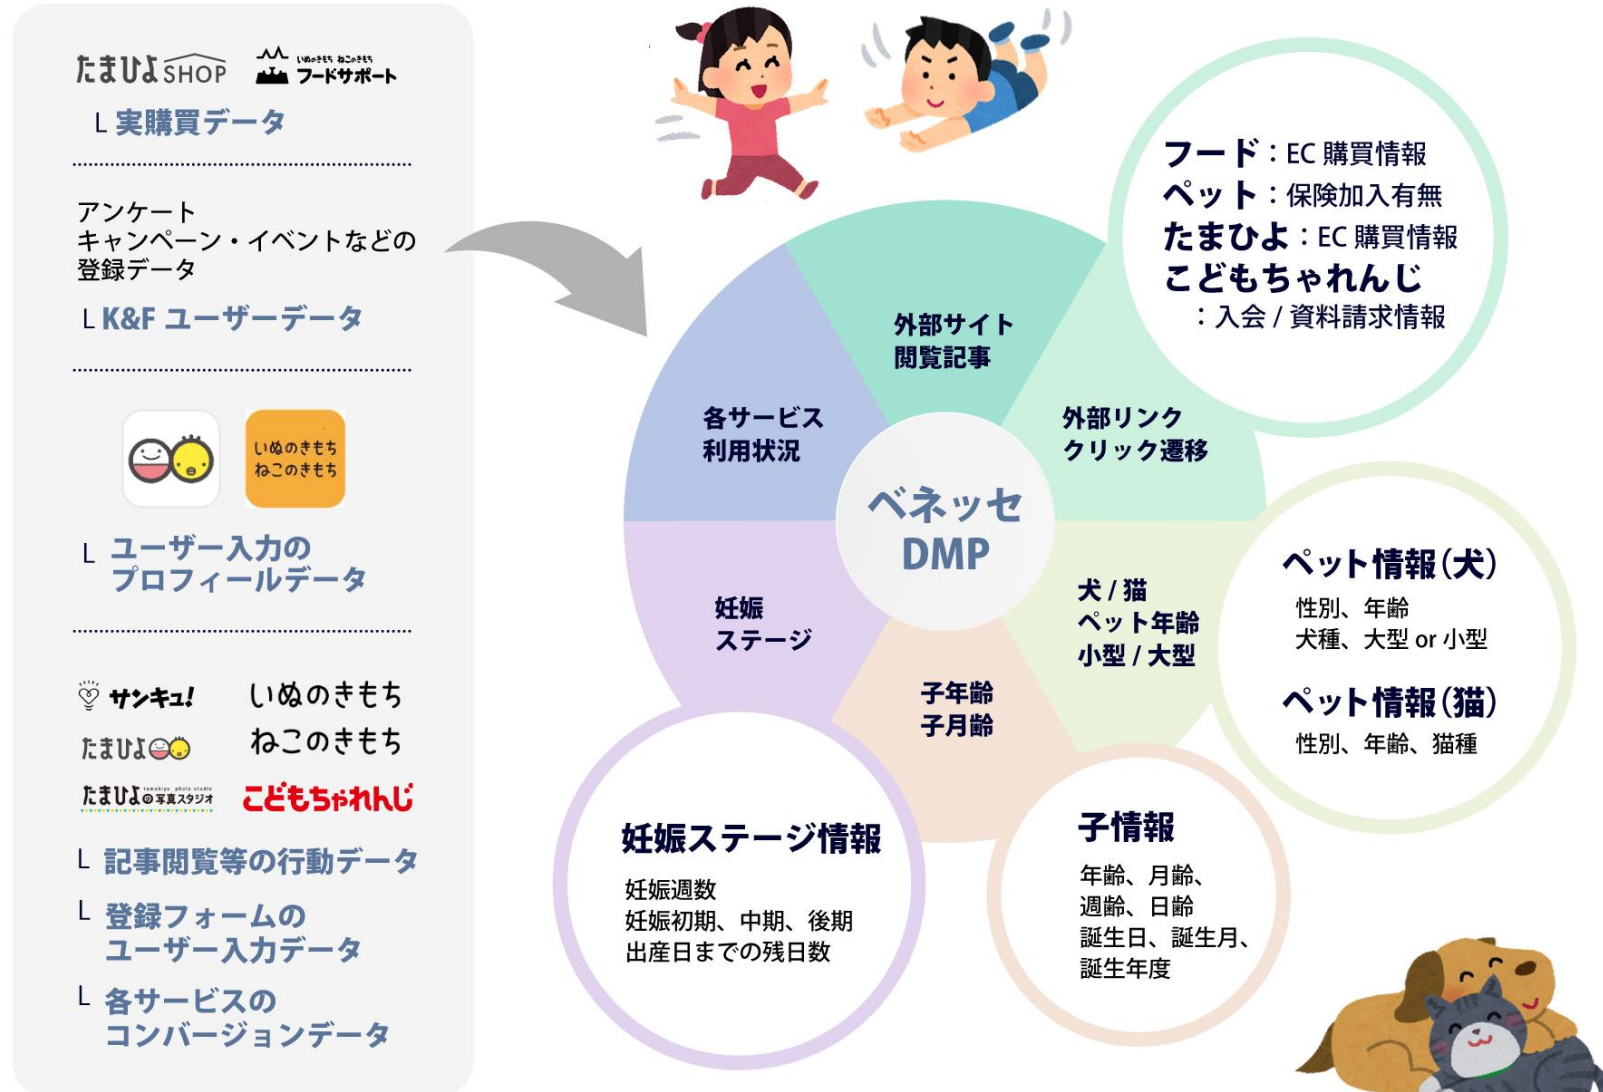 たまひよSHOP
いぬのきもち ねこのきもち
フードサポート
L 実購買データ
アンケート
キャンペーン・イベントなどの
登録データ
L K&F ユーザーデータ
いぬのきもち
ねこのきもち
L ユーザー入力の
プロフィールデータ
サンキュ!
いぬのきもち
たまひよ
ねこのきもち
tamahiyo photo studio
たまひよの写真スタジオ
こどもちゃれんじ
L 記事閲覧等の行動データ
L 登録フォームの
ユーザー入力データ
L 各サービスの
コンバージョンデータ
外部サイト
閲覧記事
各サービス
利用状況
外部リンク
クリック遷移
ベネッセ
DMP
妊娠
ステージ
犬 / 猫
ペット年齢
小型 / 大型
子年齢
子月齢
フード：EC 購買情報
ペット：保険加入有無
たまひよ：EC 購買情報
こどもちゃれんじ
：入会 / 資料請求情報
ペット情報（犬）
性別、年齢
犬種、大型 or 小型
ペット情報（猫）
性別、年齢、猫種
妊娠ステージ情報
妊娠週数
妊娠初期、中期、後期
出産日までの残日数
子情報
年齢、月齢、
週齢、日齢
誕生日、誕生月、
誕生年度